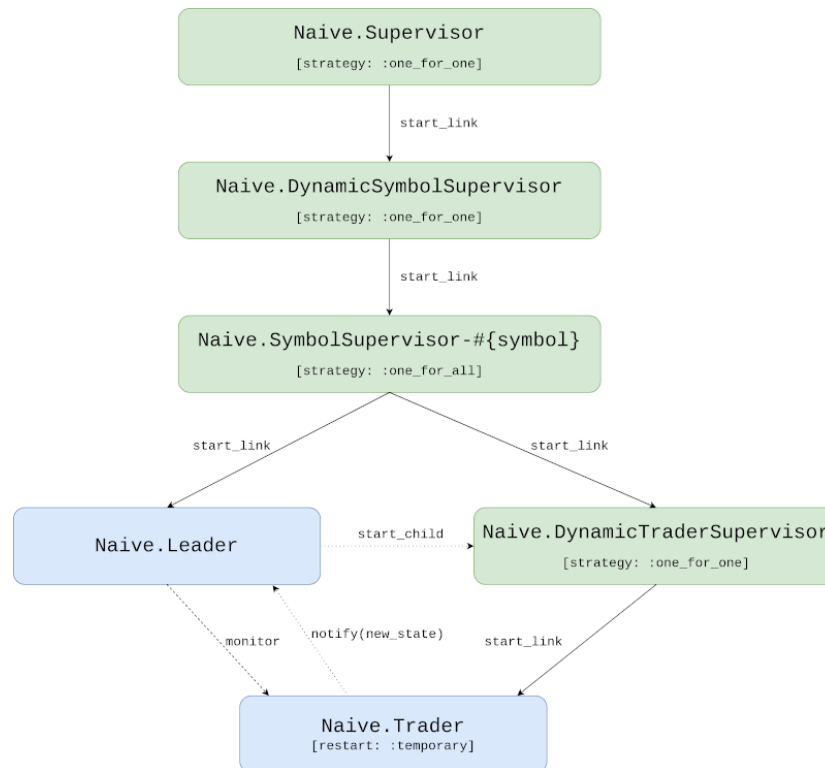 Naive.Supervisor
[strategy: :one_for_one]
start_link
Naive.DynamicSymbolSupervisor
[strategy: :one_for_one]
start_link
Naive.SymbolSupervisor-#{symbol}
[strategy: :one_for_all]
start_link
start_link
Naive.Leader
start_child
Naive.DynamicTraderSupervisor
[strategy: :one_for_one]
monitor
notify(new_state)
start_link
Naive.Trader
[restart: :temporary]